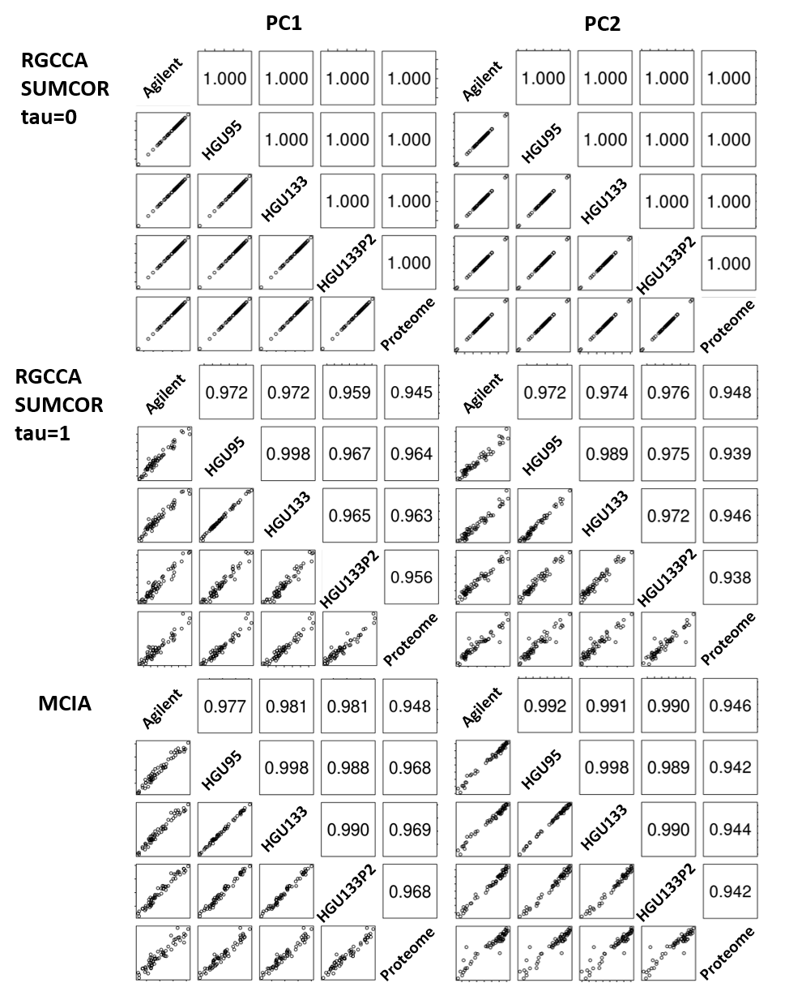 PC1 PC2
RGCCA
SUMCOR
tau=0
Agilent 1.000 1.000 1.000 1.000 Agilent 1.000 1.000 1.000 1.000
HGU95 1.000 1.000 1.000 HGU95 1.000 1.000 1.000
HGU133 1.000 1.000 HGU133 1.000 1.000
HGU133P2 1.000 HGU133P2 1.000
Proteome Proteome
RGCCA
SUMCOR
tau=1
Agilent 0.972 0.972 0.959 0.945 Agilent 0.972 0.974 0.976 0.948
HGU95 0.998 0.967 0.964 HGU95 0.989 0.975 0.939
HGU133 0.965 0.963 HGU133 0.972 0.946
HGU133P2 0.956 HGU133P2 0.938
Proteome Proteome
MCIA
Agilent 0.977 0.981 0.981 0.948 Agilent 0.992 0.991 0.990 0.946
HGU95 0.998 0.988 0.968 HGU95 0.998 0.989 0.942
HGU133 0.990 0.969 HGU133 0.990 0.944
HGU133P2 0.968 HGU133P2 0.942
Proteome Proteome